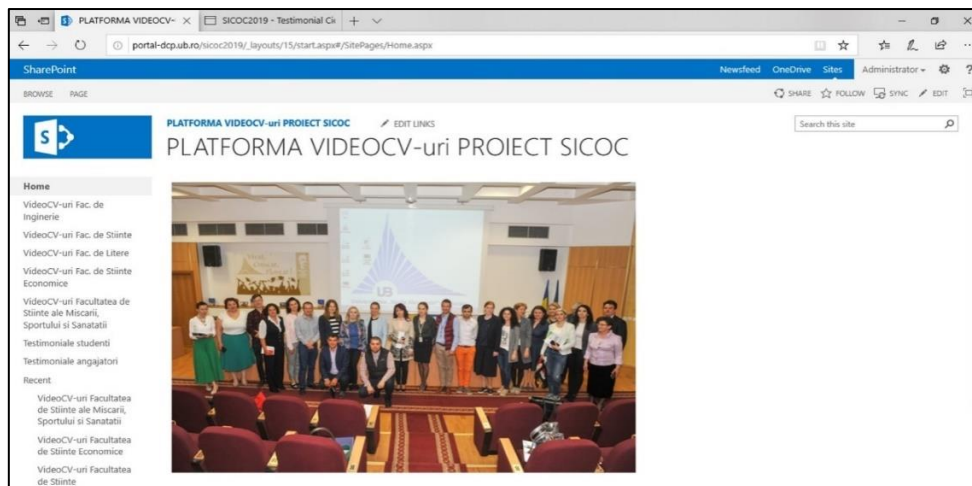 PLATFORMA VIDEOCV-
SICOC2019 - Testimonial Ci
portal-dcp.ub.ro/sicoc2019/_layouts/15/start.aspx#/SitePages/Home.aspx
SharePoint
Newsfeed OneDrive Sites Administrator
BROWSE PAGE
SHARE FOLLOW SYNC EDIT
S
PLATFORMA VIDEOCV-uri PROIECT SICOC EDIT LINKS
Search this site
PLATFORMA VIDEOCV-uri PROIECT SICOC
Home
VideoCV-uri Fac. de
Inginerie
VideoCV-uri Fac. de Stiinte
VideoCV-uri Fac. de Litere
VideoCV-uri Fac. de Stiinte
Economice
VideoCV-uri Facultatea de
Stiinte ale Miscarii,
Sportului si Sanatatii
Testimoniale studenti
Testimoniale angajatori
Recent
VideoCV-uri Facultatea
de Stiinte ale Miscarii,
Sportului si Sanatatii
VideoCV-uri Facultatea
de Stiinte Economice
VideoCV-uri Facultatea
de Stiinte
UB